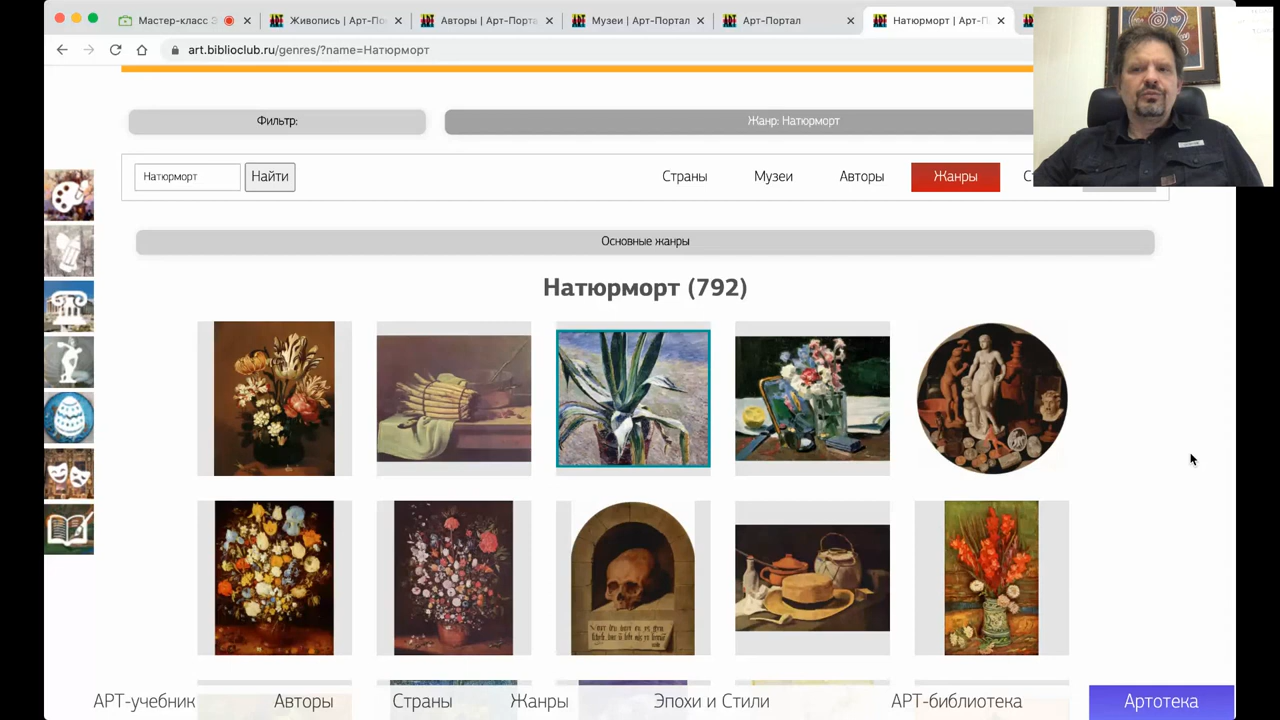 Мастер-класс Э
Живопись | Арт-По
Авторы | Арт-Порта
Музеи | Арт-Портал
Арт-Портал
Натюрморт | Арт-П
art.biblioclub.ru/genres/?name=Натюрморт
Фильтр:
Жанр: Натюрморт
Натюрморт
Найти
Страны
Музеи
Авторы
Жанры
Основные жанры
Натюрморт (792)
АРТ-учебник
Авторы
Страны
Жанры
Эпохи и Стили
АРТ-библиотека
Артотека